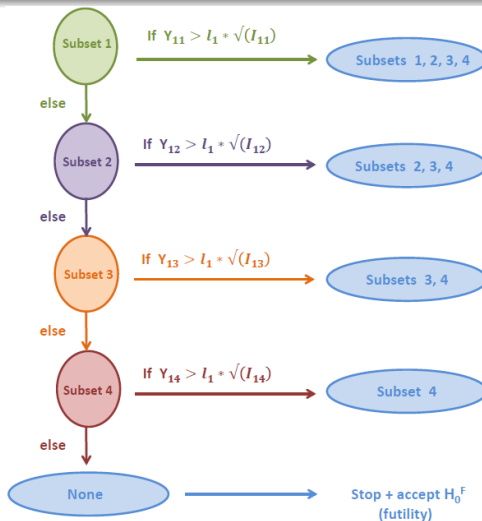 Subset 1
If Y₁₁ > l₁ * √(I₁₁)
Subsets 1, 2, 3, 4
else
Subset 2
If Y₁₂ > l₁ * √(I₁₂)
Subsets 2, 3, 4
else
Subset 3
If Y₁₃ > l₁ * √(I₁₃)
Subsets 3, 4
else
Subset 4
If Y₁₄ > l₁ * √(I₁₄)
Subset 4
else
None
Stop + accept H₀ᶠ
(futility)